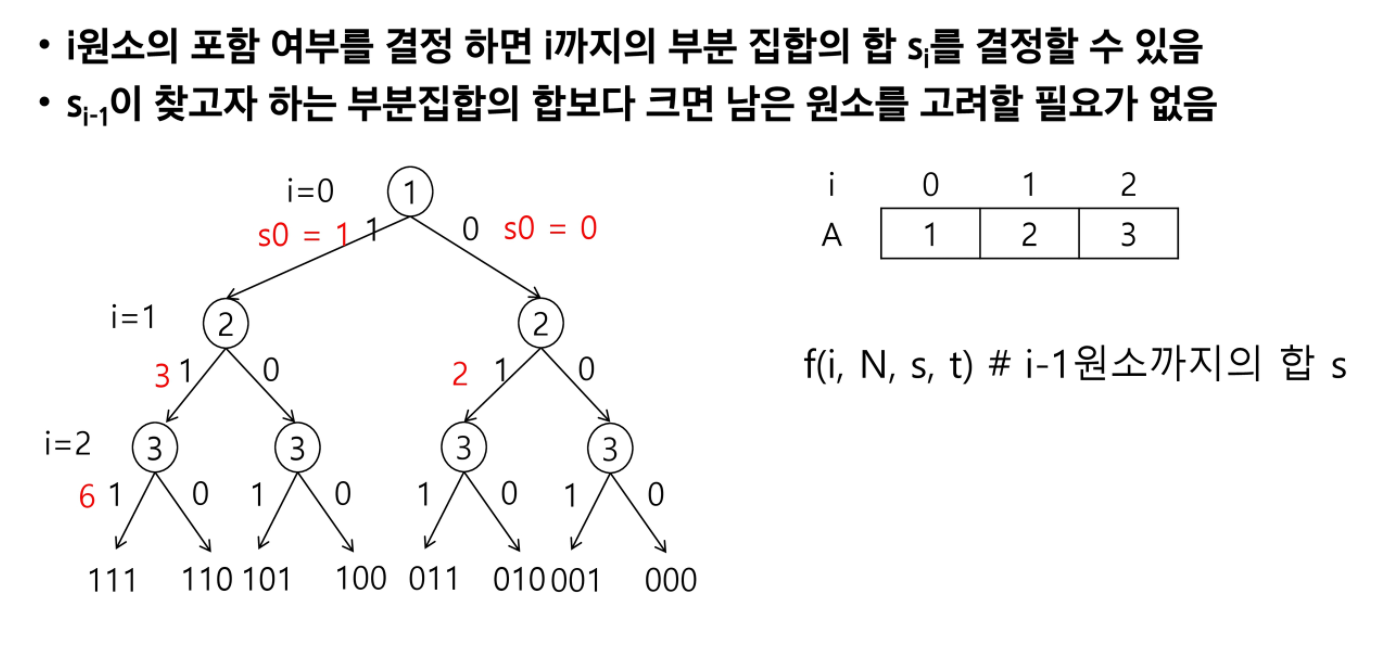 • i원소의 포함 여부를 결정 하면 i까지의 부분 집합의 합 si를 결정할 수 있음
• si-1이 찾고자 하는 부분집합의 합보다 크면 남은 원소를 고려할 필요가 없음
i=0 1
s0 = 1 1 0 s0 = 0
i=1 2 2
3 1 0 2 1 0
i=2 3 3 3 3
6 1 0 1 0 1 0 1 0
111 110 101 100 011 010 001 000
i 0 1 2
A 1 2 3
f(i, N, s, t) # i-1원소까지의 합 s